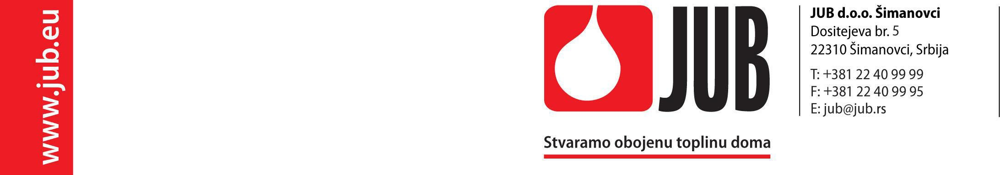 www.jub.eu
JUB
Stvaramo obojenu toplinu doma
JUB d.o.o. Šimanovci
Dositejeva br. 5
22310 Šimanovci, Srbija
T: +381 22 40 99 99
F: +381 22 40 99 95
E: jub@jub.rs